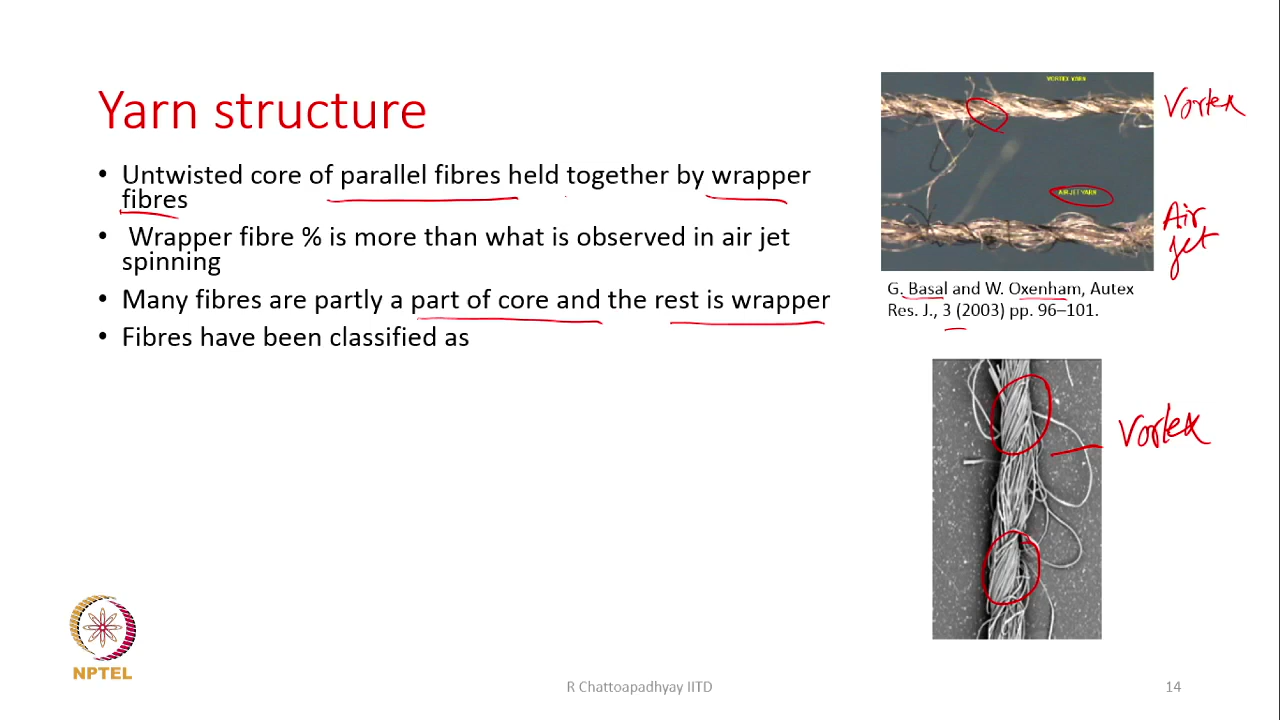 Yarn structure
• Untwisted core of parallel fibres held together by wrapper
fibres
• Wrapper fibre % is more than what is observed in air jet
spinning
• Many fibres are partly a part of core and the rest is wrapper
• Fibres have been classified as
VORTEX YARN
Vortex
AIRJET YARN
Air
jet
G. Basal and W. Oxenham, Autex
Res. J., 3 (2003) pp. 96–101.
Vortex
NPTEL
R Chattoapadhyay IITD
14